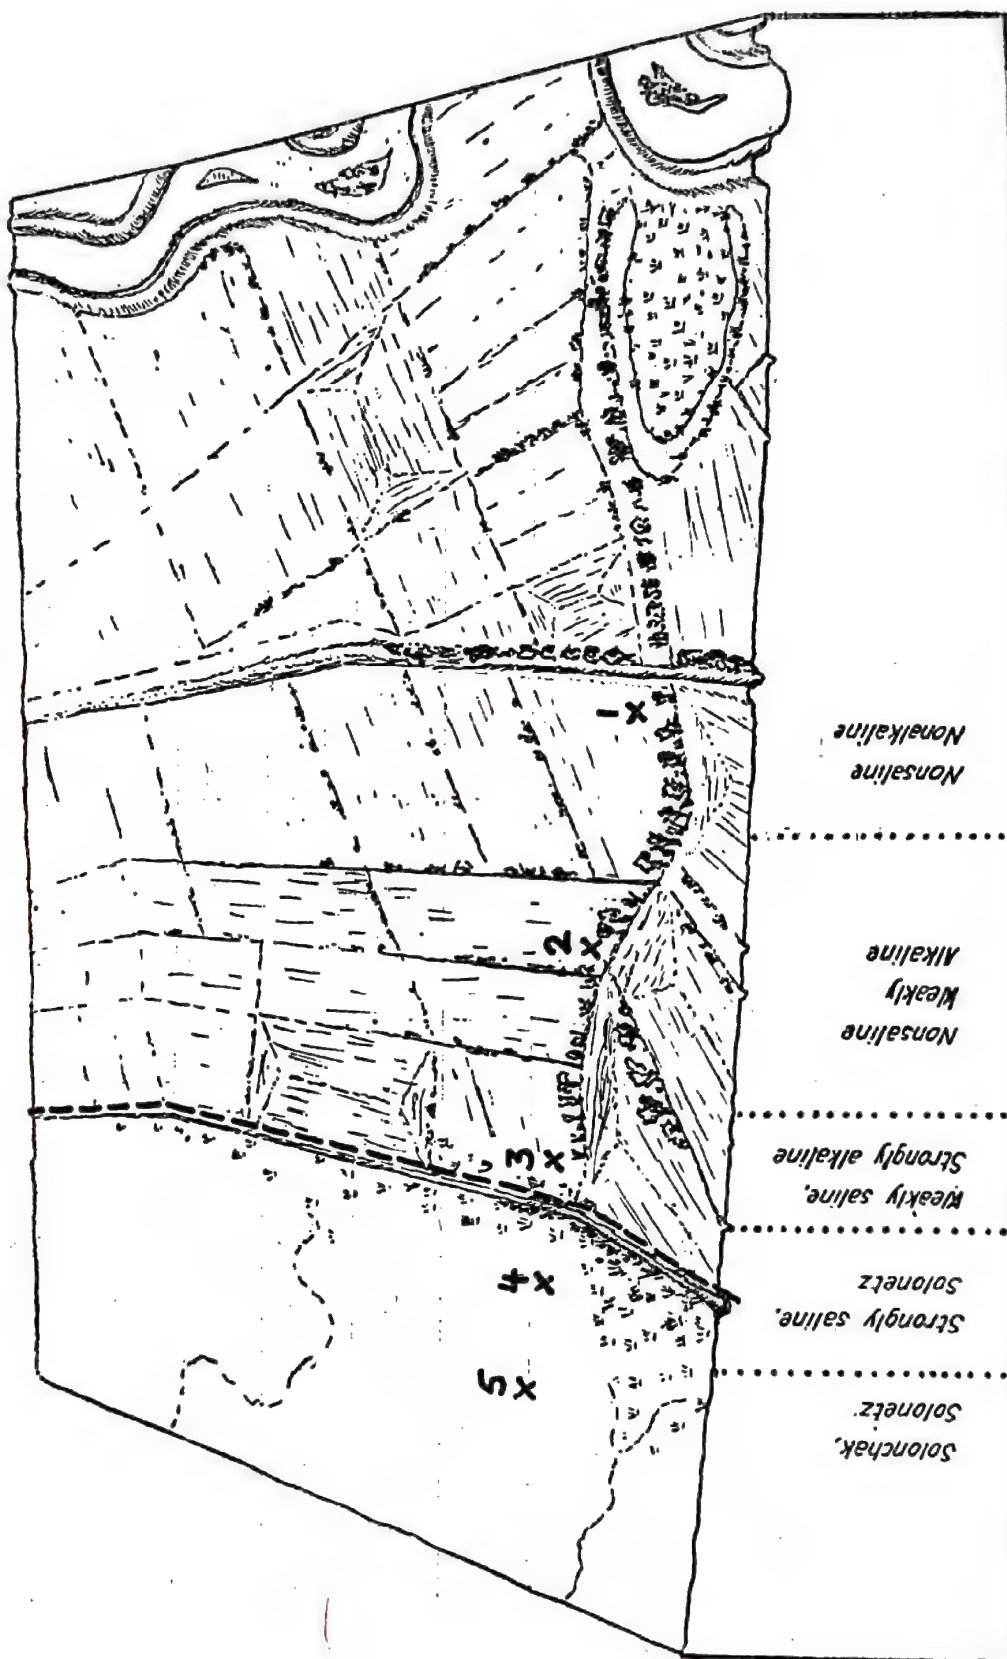 Solonchak,
Solonetz
Strongly saline,
Solonetz
Weakly saline,
Strongly alkaline
Nonsaline
Weakly
Alkaline
Nonsaline
Nonalkaline
1
x
2
x
3
x
4
x
5
x